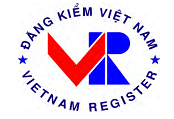 ĐĂNG KIỂM VIỆT NAM
VR
VIETNAM REGISTER